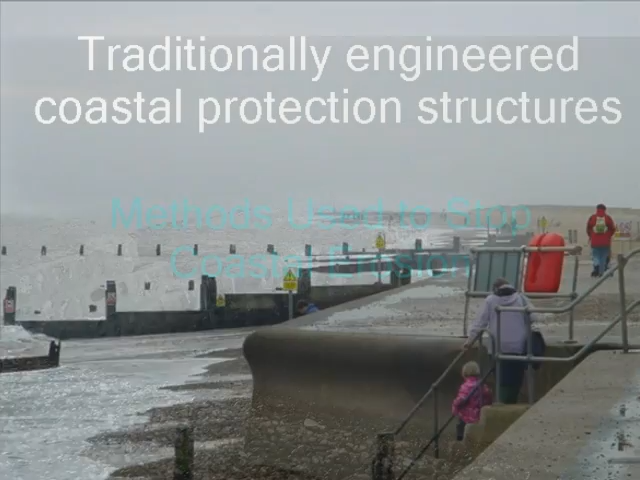 Traditionally engineered
coastal protection structures
Methods Used to Stop
Coastal Erosion